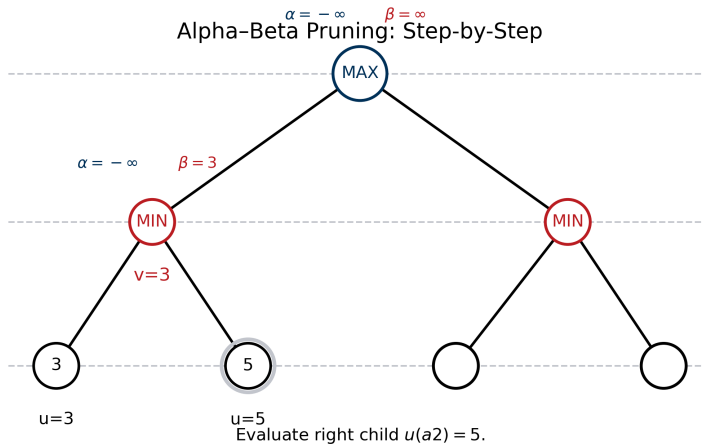 α = −∞ β = ∞
Alpha–Beta Pruning: Step-by-Step
MAX
α = −∞ β = 3
MIN MIN
v=3
3 5
u=3 u=5
Evaluate right child u(a2) = 5.